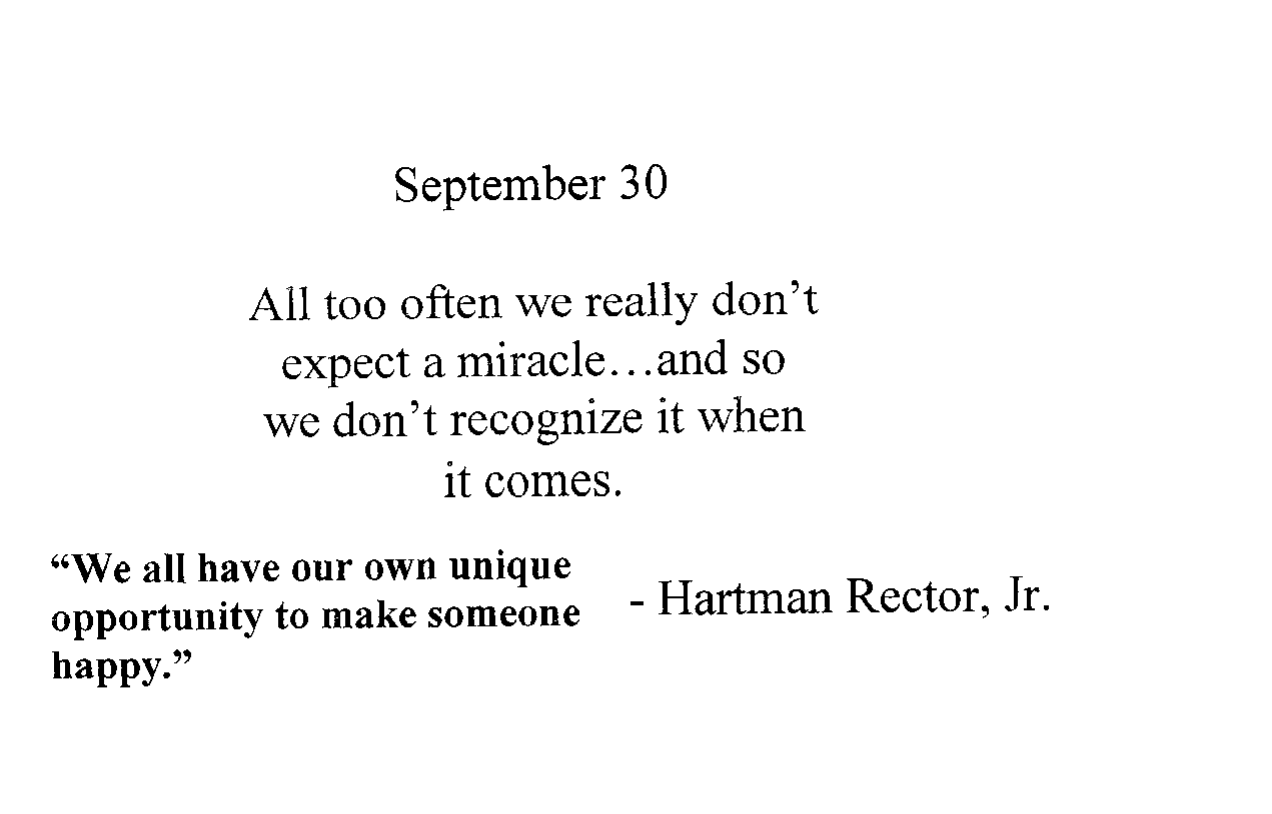 September 30
All too often we really don’t
expect a miracle…and so
we don’t recognize it when
it comes.
- Hartman Rector, Jr.
“We all have our own unique
opportunity to make someone
happy.”